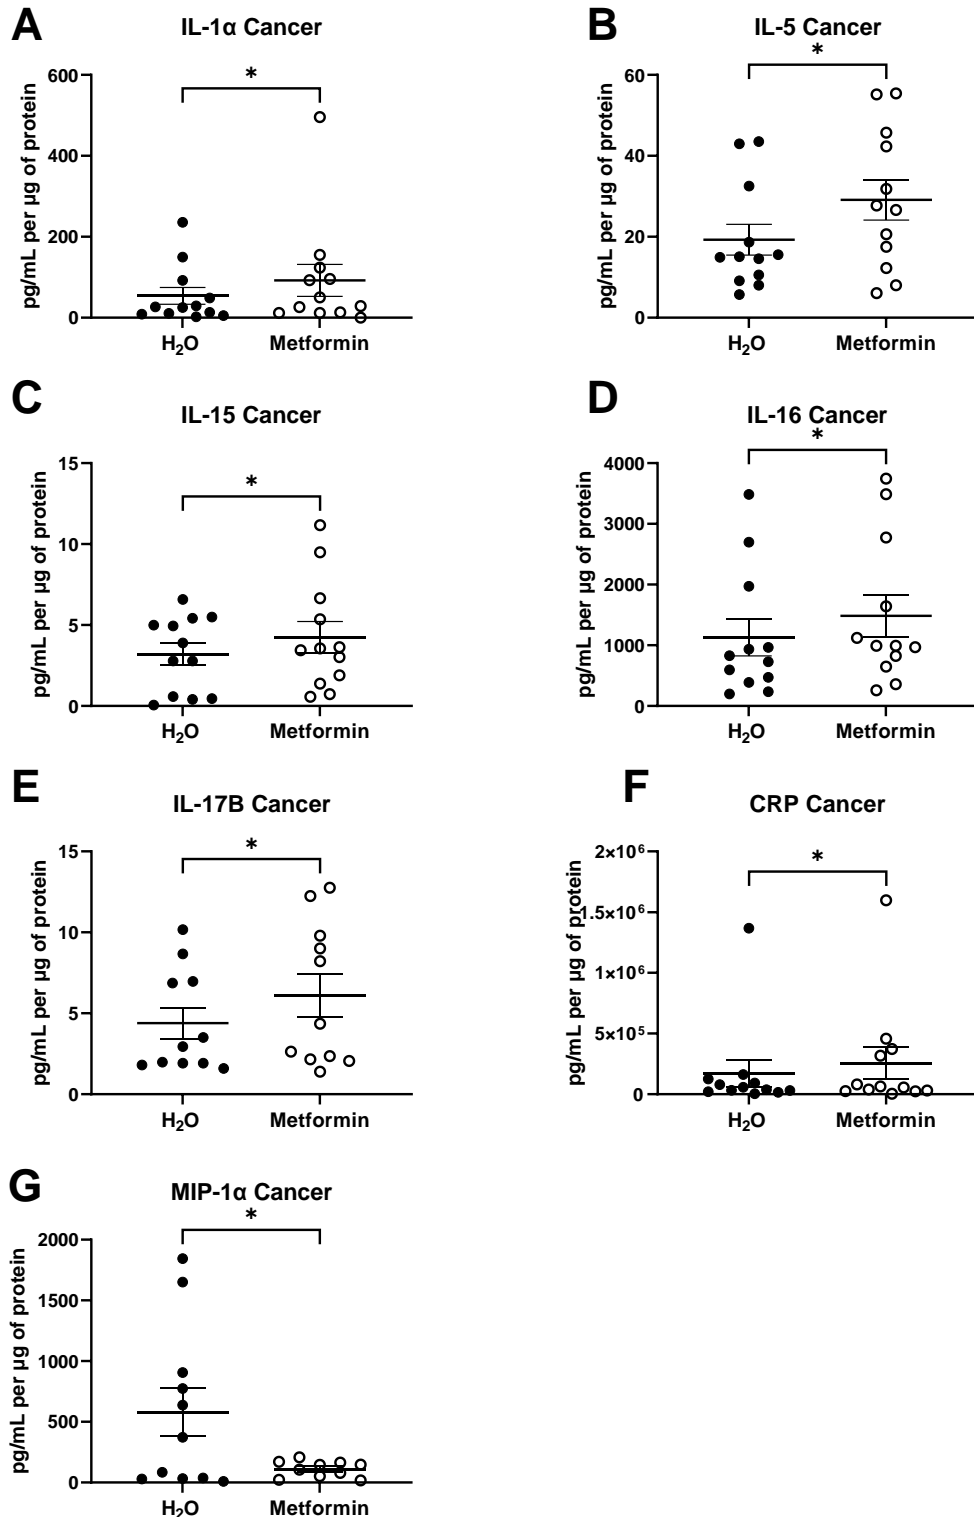 A
IL-1α Cancer
*
pg/mL per µg of protein
600
400
200
0
H₂O
Metformin
B
IL-5 Cancer
*
pg/mL per µg of protein
60
40
20
0
H₂O
Metformin
C
IL-15 Cancer
*
pg/mL per µg of protein
15
10
5
0
H₂O
Metformin
D
IL-16 Cancer
*
pg/mL per µg of protein
4000
3000
2000
1000
0
H₂O
Metformin
E
IL-17B Cancer
*
pg/mL per µg of protein
15
10
5
0
H₂O
Metformin
F
CRP Cancer
*
pg/mL per µg of protein
2×10⁶
1.5×10⁶
1×10⁶
5×10⁵
0
H₂O
Metformin
G
MIP-1α Cancer
*
pg/mL per µg of protein
2000
1500
1000
500
0
H₂O
Metformin